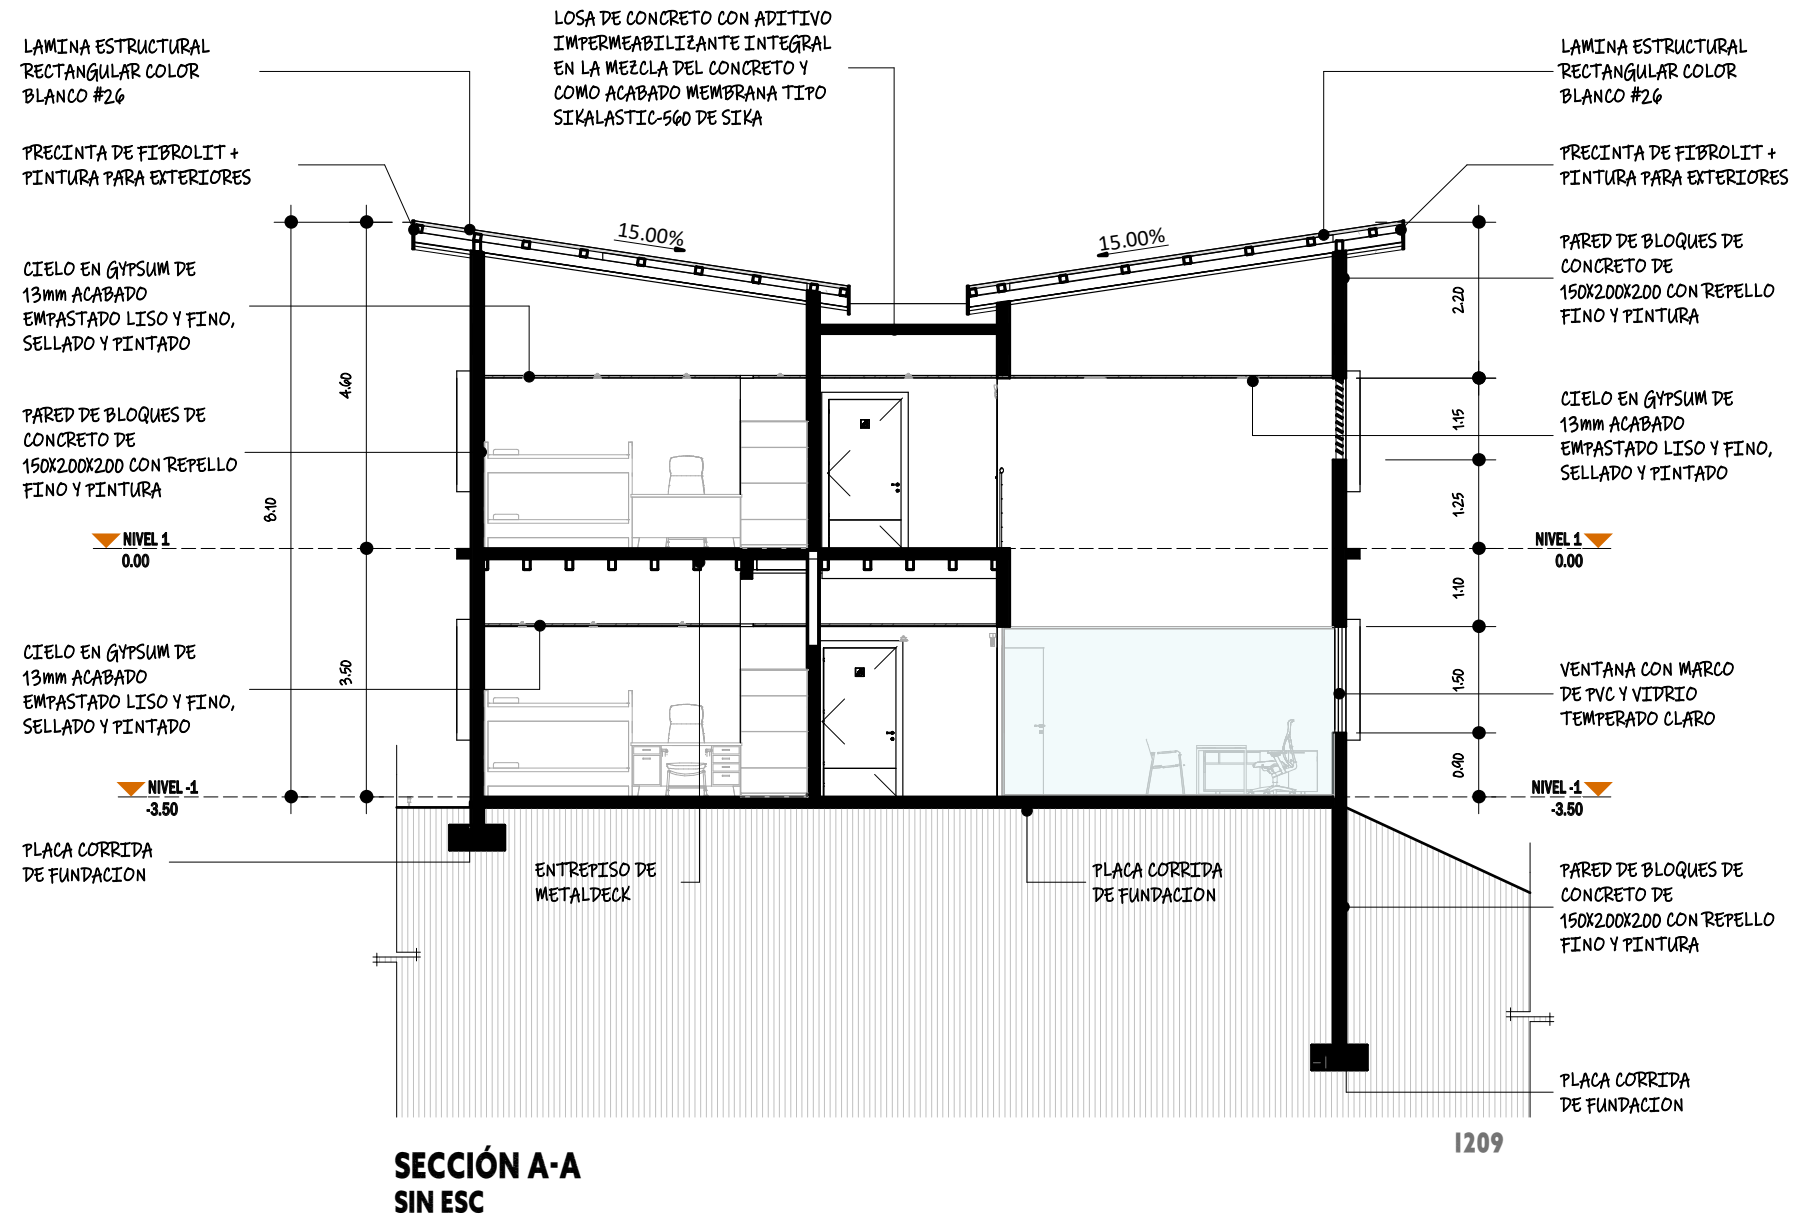 LAMINA ESTRUCTURAL
RECTANGULAR COLOR
BLANCO #26
PRECINTA DE FIBROLIT +
PINTURA PARA EXTERIORES
CIELO EN GYPSUM DE
13mm ACABADO
EMPASTADO LISO Y FINO,
SELLADO Y PINTADO
PARED DE BLOQUES DE
CONCRETO DE
150X200X200 CON REPELLO
FINO Y PINTURA
NIVEL 1
0.00
CIELO EN GYPSUM DE
13mm ACABADO
EMPASTADO LISO Y FINO,
SELLADO Y PINTADO
NIVEL -1
-3.50
PLACA CORRIDA
DE FUNDACION
8.10
4.60
3.50
LOSA DE CONCRETO CON ADITIVO
IMPERMEABILIZANTE INTEGRAL
EN LA MEZCLA DEL CONCRETO Y
COMO ACABADO MEMBRANA TIPO
SIKALASTIC-560 DE SIKA
15.00%
15.00%
ENTREPISO DE
METALDECK
PLACA CORRIDA
DE FUNDACION
LAMINA ESTRUCTURAL
RECTANGULAR COLOR
BLANCO #26
PRECINTA DE FIBROLIT +
PINTURA PARA EXTERIORES
PARED DE BLOQUES DE
CONCRETO DE
150X200X200 CON REPELLO
FINO Y PINTURA
CIELO EN GYPSUM DE
13mm ACABADO
EMPASTADO LISO Y FINO,
SELLADO Y PINTADO
NIVEL 1
0.00
VENTANA CON MARCO
DE PVC Y VIDRIO
TEMPERADO CLARO
NIVEL -1
-3.50
PARED DE BLOQUES DE
CONCRETO DE
150X200X200 CON REPELLO
FINO Y PINTURA
PLACA CORRIDA
DE FUNDACION
2.20
1.15
1.25
1.10
1.50
0.90
1209
SECCIÓN A-A
SIN ESC